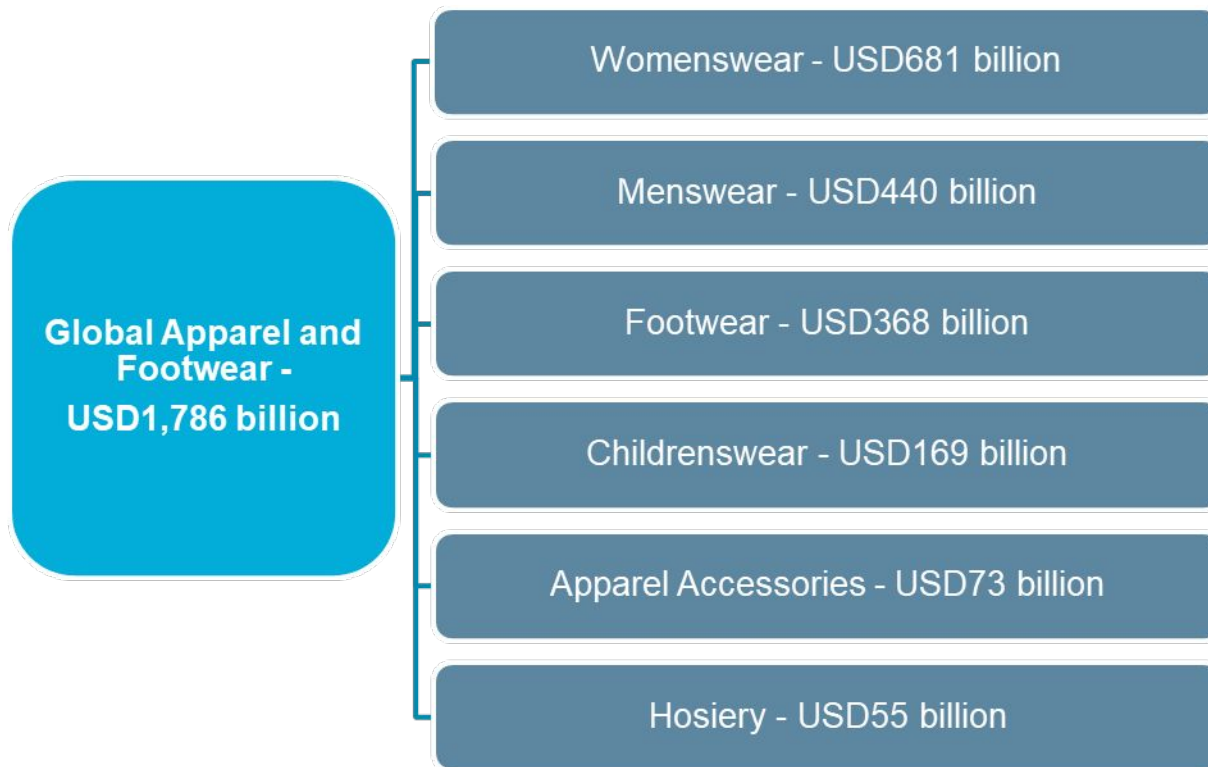 Global Apparel and
Footwear -
USD1,786 billion
Womenswear - USD681 billion
Menswear - USD440 billion
Footwear - USD368 billion
Childrenswear - USD169 billion
Apparel Accessories - USD73 billion
Hosiery - USD55 billion